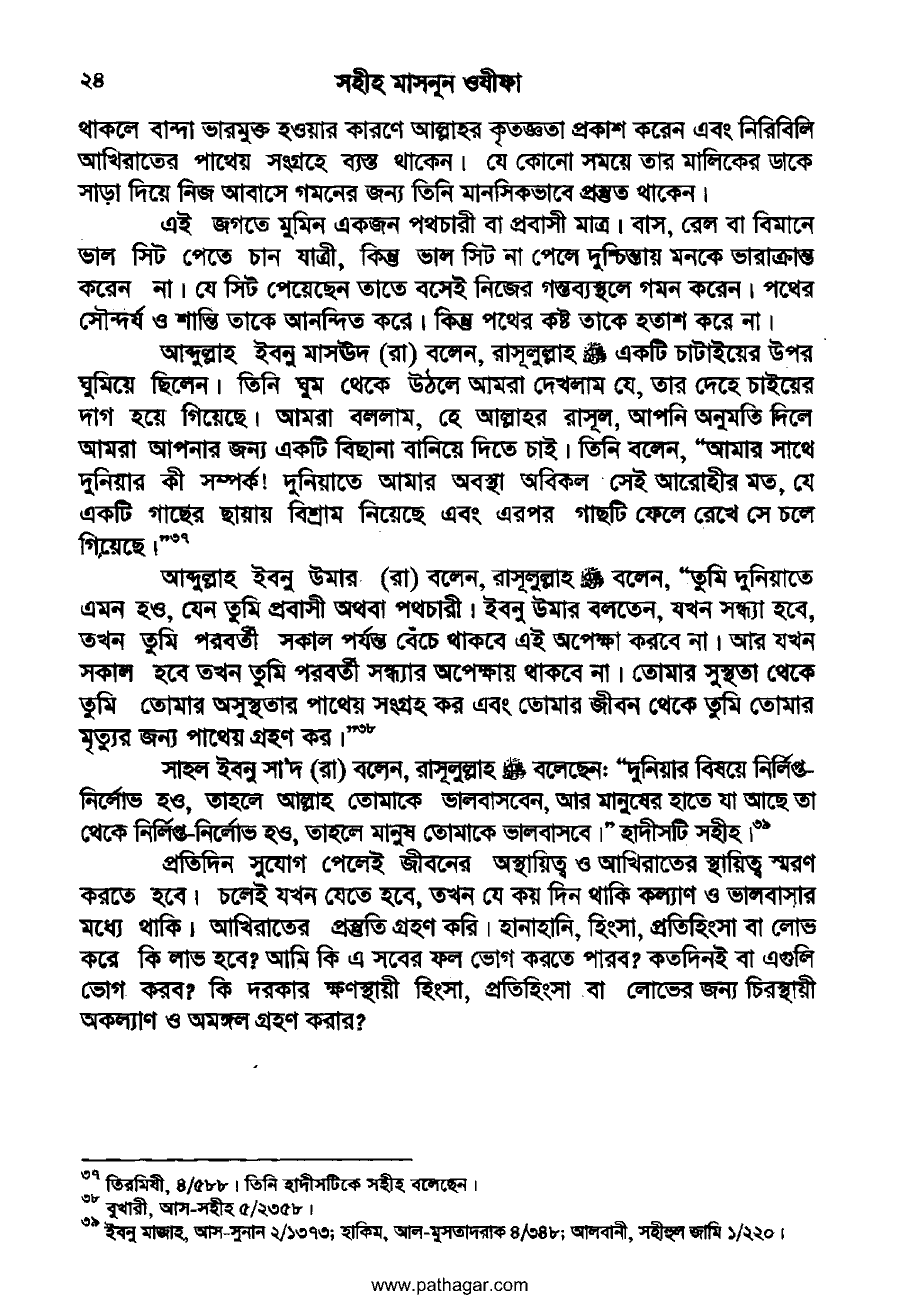 ২৪ সহীহ মাসনূন ওযীফা
থাকলে বান্দা ভারমুক্ত হওয়ার কারণে আল্লাহর কৃতজ্ঞতা প্রকাশ করেন এবং নিরিবিলি
আখিরাতের পাথেয় সংগ্রহে ব্যস্ত থাকেন। যে কোনো সময়ে তার মালিকের ডাকে
সাড়া দিয়ে নিজ আবাসে গমনের জন্য তিনি মানসিকভাবে প্রস্তুত থাকেন।
এই জগতে মুমিন একজন পথচারী বা প্রবাসী মাত্র। বাস, রেল বা বিমানে
ভাল সিট পেতে চান যাত্রী, কিন্তু ভাল সিট না পেলে দুশ্চিন্তায় মনকে ভারাক্রান্ত
করেন না। যে সিট পেয়েছেন তাতে বসেই নিজের গন্তব্যস্থলে গমন করেন। পথের
সৌন্দর্য ও শান্তি তাকে আনন্দিত করে। কিন্তু পথের কষ্ট তাকে হতাশ করে না।
আব্দুল্লাহ ইবনু মাসঊদ (রা) বলেন, রাসূলুল্লাহ ﷺ একটি চাটাইয়ের উপর
ঘুমিয়ে ছিলেন। তিনি ঘুম থেকে উঠলে আমরা দেখলাম যে, তার দেহে চাইয়ের
দাগ হয়ে গিয়েছে। আমরা বললাম, হে আল্লাহর রাসূল, আপনি অনুমতি দিলে
আমরা আপনার জন্য একটি বিছানা বানিয়ে দিতে চাই। তিনি বলেন, “আমার সাথে
দুনিয়ার কী সম্পর্ক! দুনিয়াতে আমার অবস্থা অবিকল সেই আরোহীর মত, যে
একটি গাছের ছায়ায় বিশ্রাম নিয়েছে এবং এরপর গাছটি ফেলে রেখে সে চলে
গিয়েছে।”³⁷
আব্দুল্লাহ ইবনু উমার (রা) বলেন, রাসূলুল্লাহ ﷺ বলেন, “তুমি দুনিয়াতে
এমন হও, যেন তুমি প্রবাসী অথবা পথচারী। ইবনু উমার বলতেন, যখন সন্ধ্যা হবে,
তখন তুমি পরবর্তী সকাল পর্যন্ত বেঁচে থাকবে এই অপেক্ষা করবে না। আর যখন
সকাল হবে তখন তুমি পরবর্তী সন্ধ্যার অপেক্ষায় থাকবে না। তোমার সুস্থতা থেকে
তুমি তোমার অসুস্থতার পাথেয় সংগ্রহ কর এবং তোমার জীবন থেকে তুমি তোমার
মৃত্যুর জন্য পাথেয় গ্রহণ কর।”³⁸
সাহল ইবনু সা'দ (রা) বলেন, রাসূলুল্লাহ ﷺ বলেছেন: “দুনিয়ার বিষয়ে নির্লিপ্ত-
নির্লোভ হও, তাহলে আল্লাহ তোমাকে ভালবাসবেন, আর মানুষের হাতে যা আছে তা
থেকে নির্লিপ্ত-নির্লোভ হও, তাহলে মানুষ তোমাকে ভালবাসবে।” হাদীসটি সহীহ।³⁹
প্রতিদিন সুযোগ পেলেই জীবনের অস্থায়িত্ব ও আখিরাতের স্থায়িত্ব স্মরণ
করতে হবে। চলেই যখন যেতে হবে, তখন যে কয় দিন থাকি কল্যাণ ও ভালবাসার
মধ্যে থাকি। আখিরাতের প্রস্তুতি গ্রহণ করি। হানাহানি, হিংসা, প্রতিহিংসা বা লোভ
করে কি লাভ হবে? আমি কি এ সবের ফল ভোগ করতে পারব? কতদিনই বা এগুলি
ভোগ করব? কি দরকার ক্ষণস্থায়ী হিংসা, প্রতিহিংসা বা লোভের জন্য চিরস্থায়ী
অকল্যাণ ও অমঙ্গল গ্রহণ করার?
৩৭ তিরমিযী, ৪/৫৮৮। তিনি হাদীসটিকে সহীহ বলেছেন।
৩৮ বুখারী, আস-সহীহ ৫/২৩৫৮।
৩৯ ইবনু মাজাহ, আস-সুনান ২/১৩৭৩; হাকিম, আল-মুসতাদরাক ৪/৩৪৮; আলবানী, সহীহুল জামি ১/২২০।
www.pathagar.com